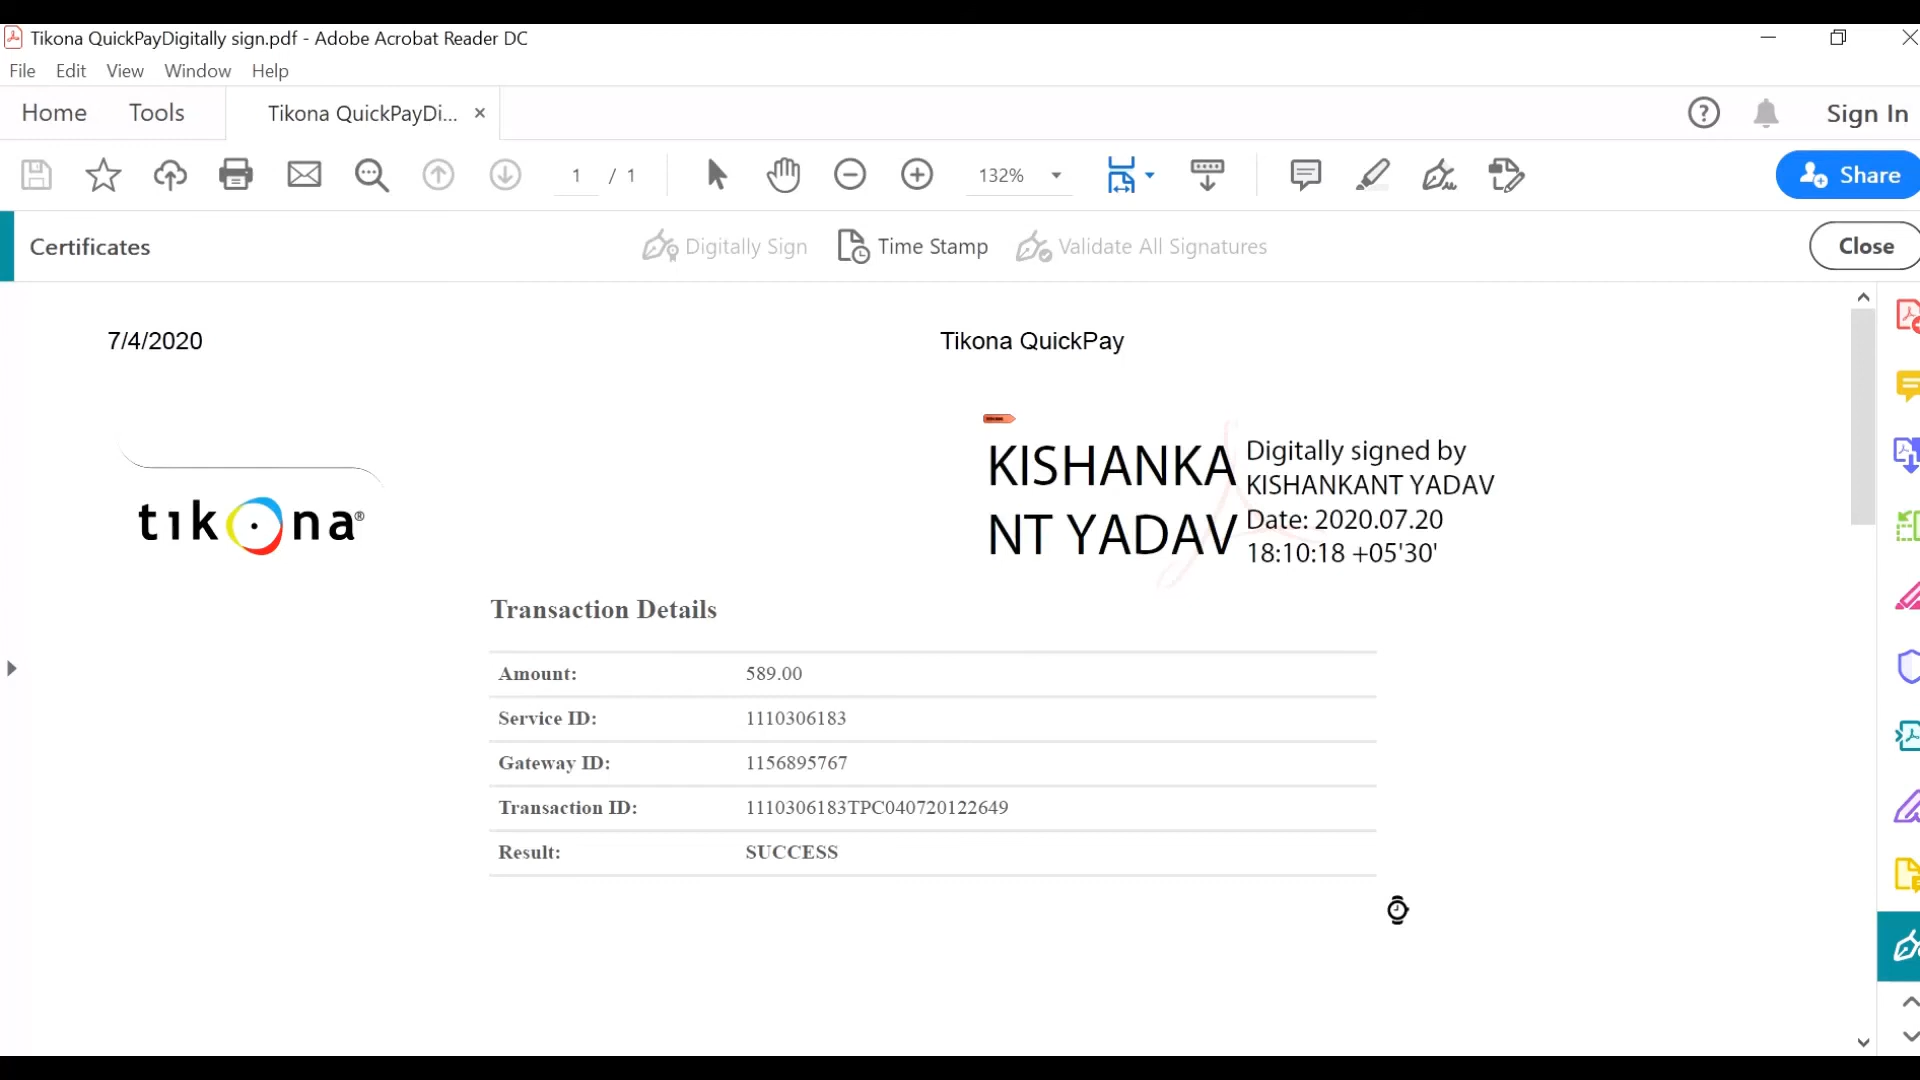 Tikona QuickPayDigitally sign.pdf - Adobe Acrobat Reader DC
File Edit View Window Help
Home Tools Tikona QuickPayDi... × ? Sign In
1 / 1 132% Share
Certificates Digitally Sign Time Stamp Validate All Signatures Close
7/4/2020 Tikona QuickPay
tikona®
KISHANKA
NT YADAV
Digitally signed by
KISHANKANT YADAV
Date: 2020.07.20
18:10:18 +05'30'
Transaction Details
Amount: 589.00
Service ID: 1110306183
Gateway ID: 1156895767
Transaction ID: 1110306183TPC040720122649
Result: SUCCESS